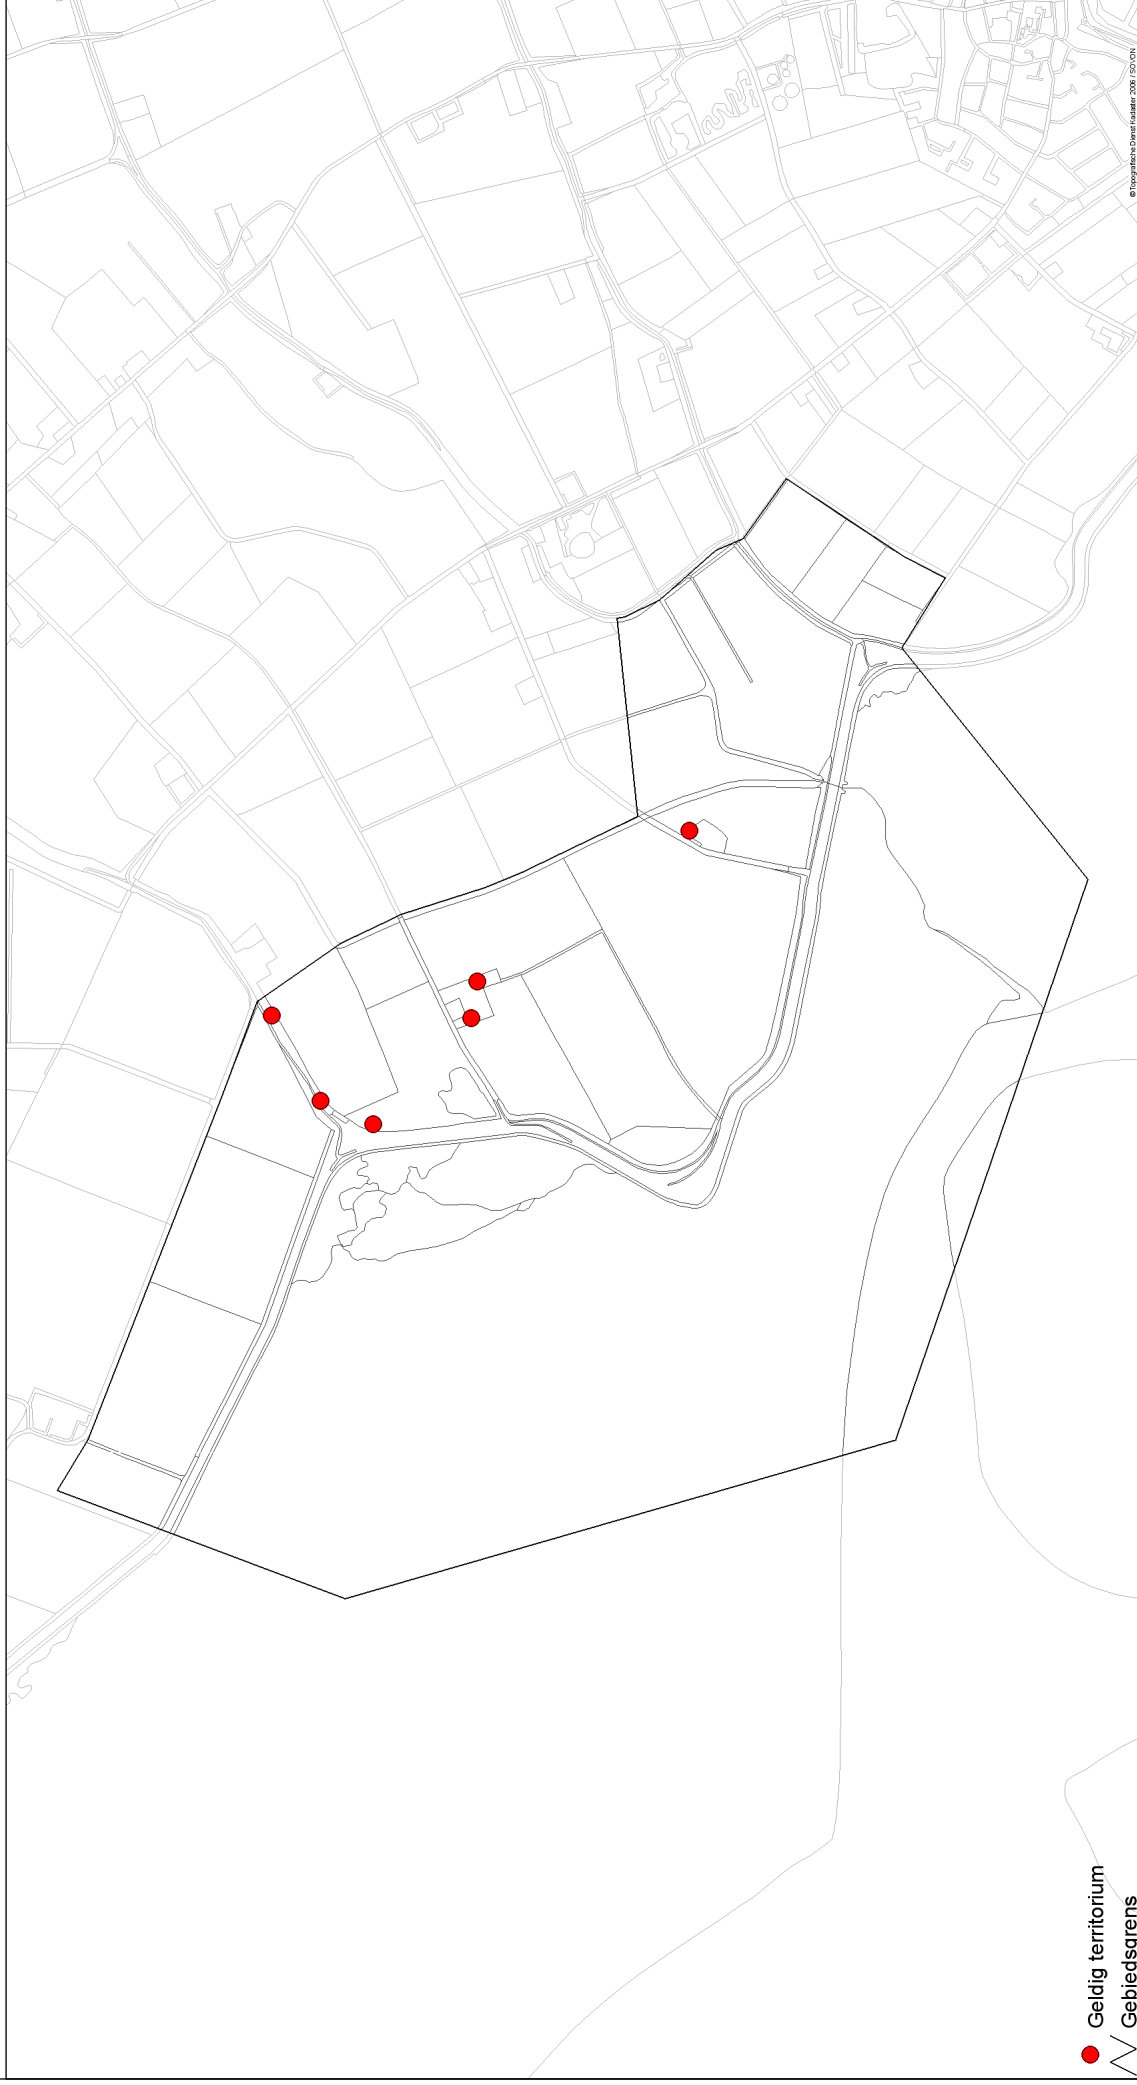 © Topografische Dienst Kadaster 2006 / SOVON
Geldig territorium
Gebiedsgrens